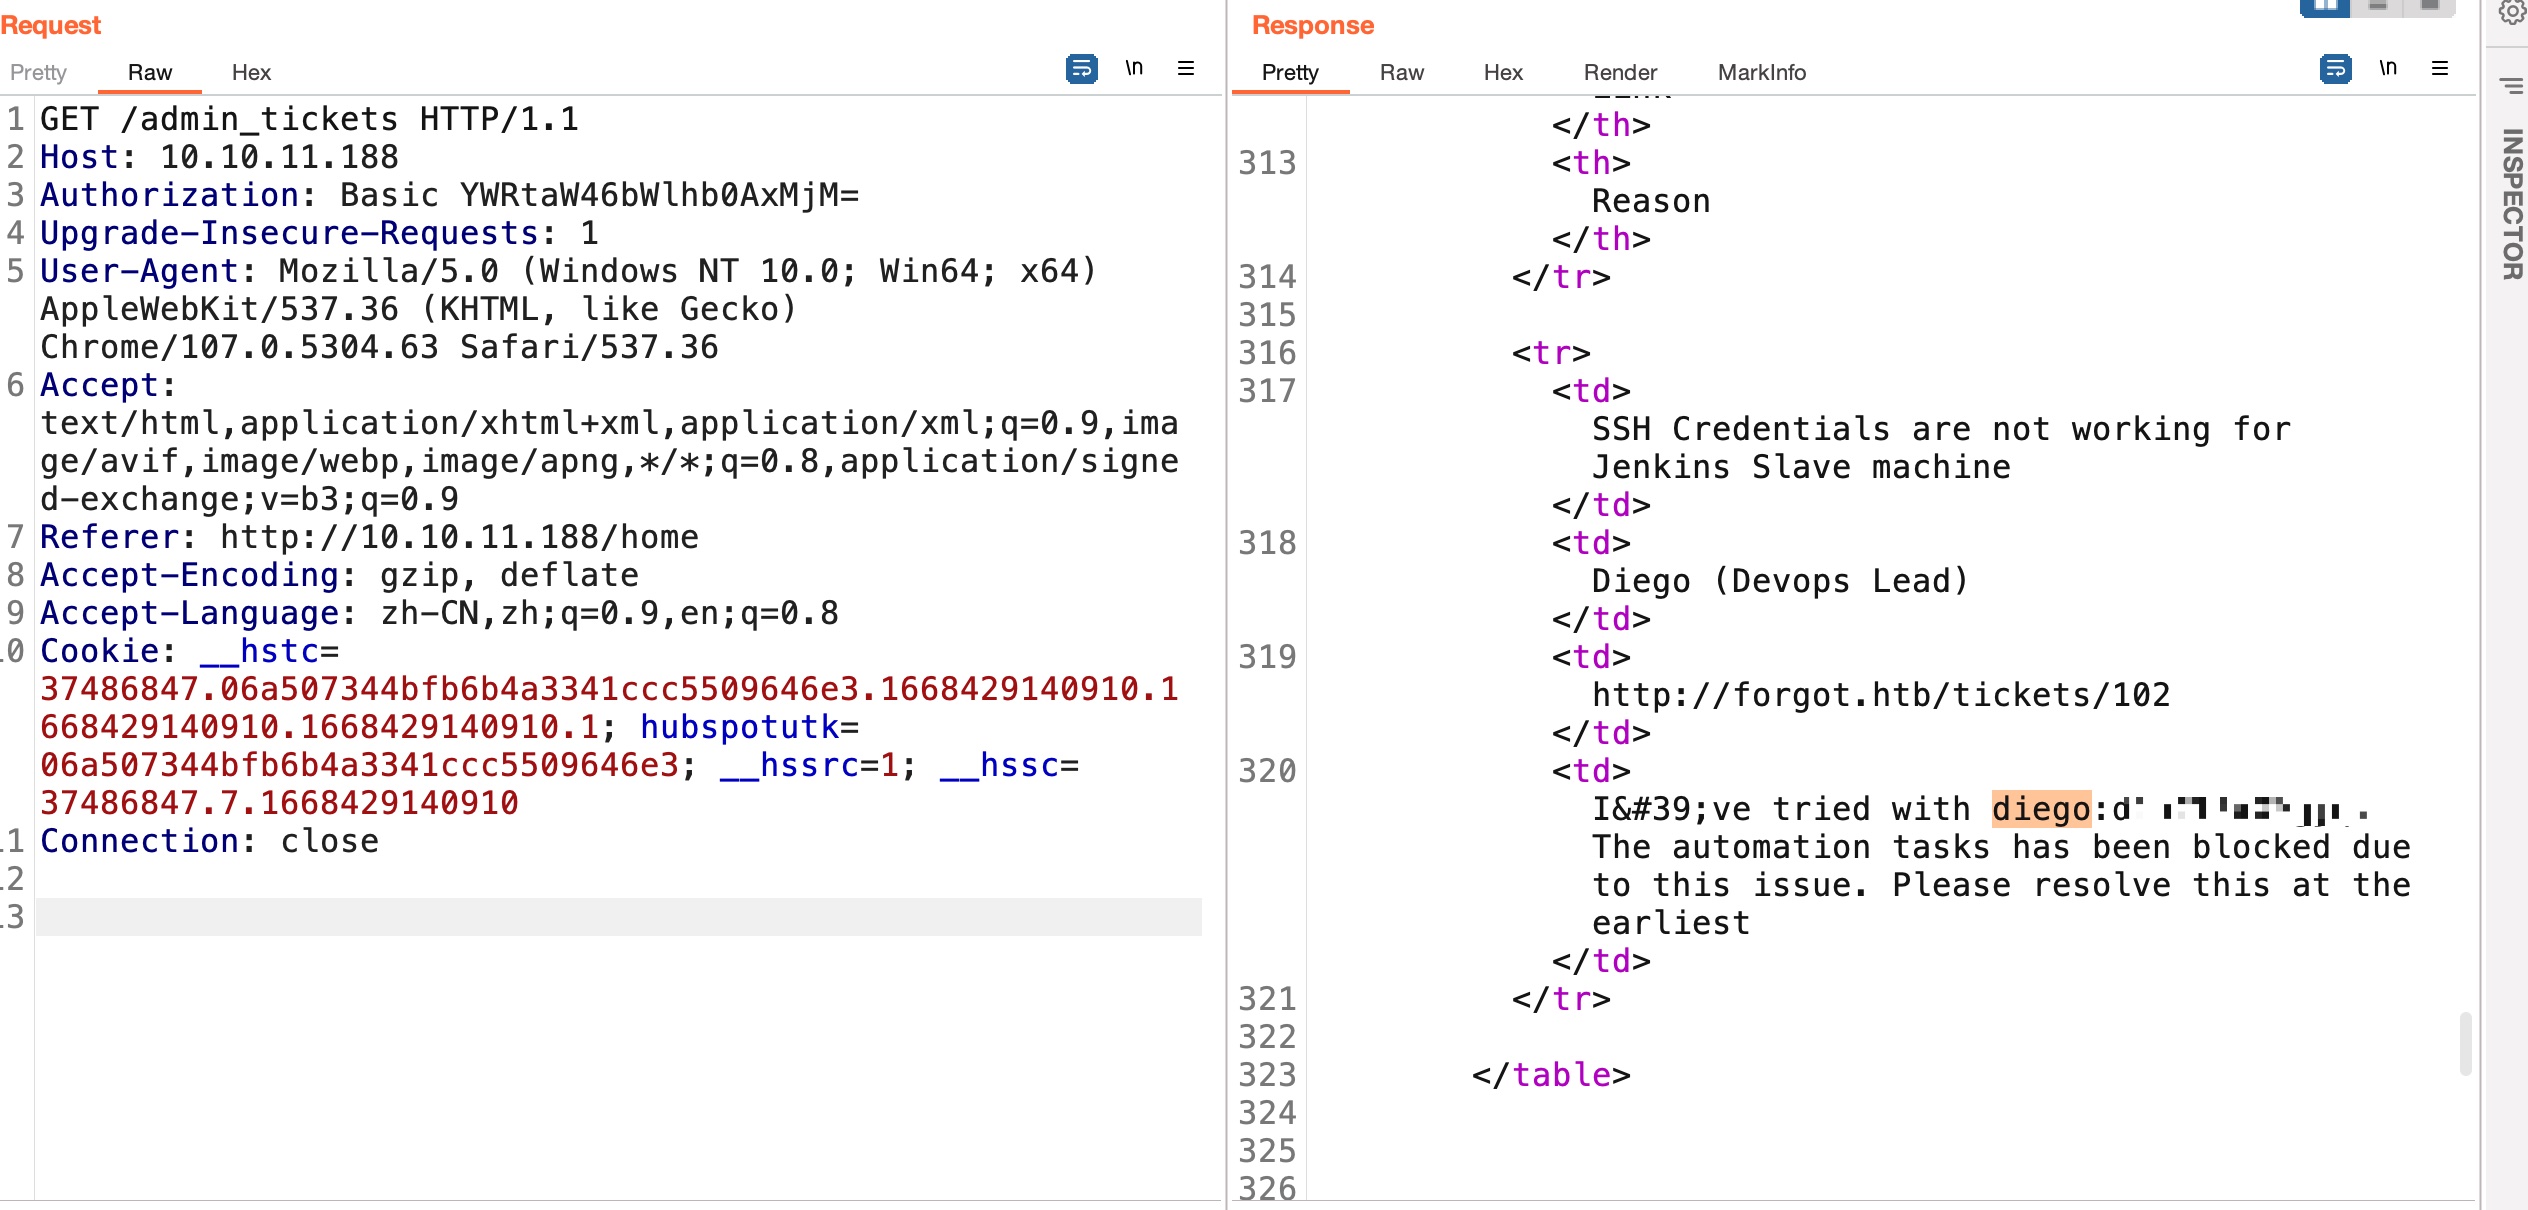 Request
Pretty Raw Hex \n
1 GET /admin_tickets HTTP/1.1
2 Host: 10.10.11.188
3 Authorization: Basic YWRtaW46bWlhb0AxMjM=
4 Upgrade-Insecure-Requests: 1
5 User-Agent: Mozilla/5.0 (Windows NT 10.0; Win64; x64)
AppleWebKit/537.36 (KHTML, like Gecko)
Chrome/107.0.5304.63 Safari/537.36
6 Accept:
text/html,application/xhtml+xml,application/xml;q=0.9,ima
ge/avif,image/webp,image/apng,*/*;q=0.8,application/signe
d-exchange;v=b3;q=0.9
7 Referer: http://10.10.11.188/home
8 Accept-Encoding: gzip, deflate
9 Accept-Language: zh-CN,zh;q=0.9,en;q=0.8
10 Cookie: __hstc=
37486847.06a507344bfb6b4a3341ccc5509646e3.1668429140910.1
668429140910.1668429140910.1; hubspotutk=
06a507344bfb6b4a3341ccc5509646e3; __hssrc=1; __hssc=
37486847.7.1668429140910
11 Connection: close
12
13
Response
Pretty Raw Hex Render MarkInfo \n
</th>
313 <th>
Reason
</th>
314 </tr>
315
316 <tr>
317 <td>
SSH Credentials are not working for
Jenkins Slave machine
</td>
318 <td>
Diego (Devops Lead)
</td>
319 <td>
http://forgot.htb/tickets/102
</td>
320 <td>
I&#39;ve tried with diego:d
The automation tasks has been blocked due
to this issue. Please resolve this at the
earliest
</td>
321 </tr>
322
323 </table>
324
325
326
INSPECTOR